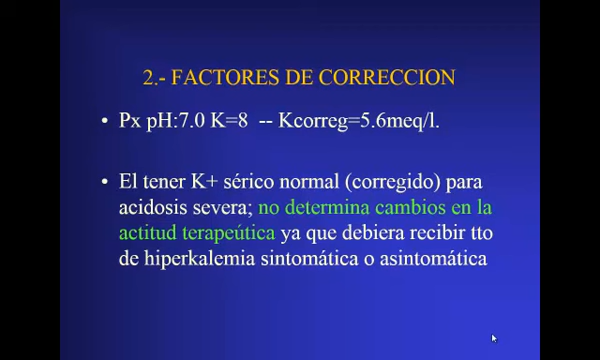 2.- FACTORES DE CORRECCION
• Px pH:7.0 K=8 -- Kcorreg=5.6meq/l.
• El tener K+ sérico normal (corregido) para
acidosis severa; no determina cambios en la
actitud terapeútica ya que debiera recibir tto
de hiperkalemia sintomática o asintomática